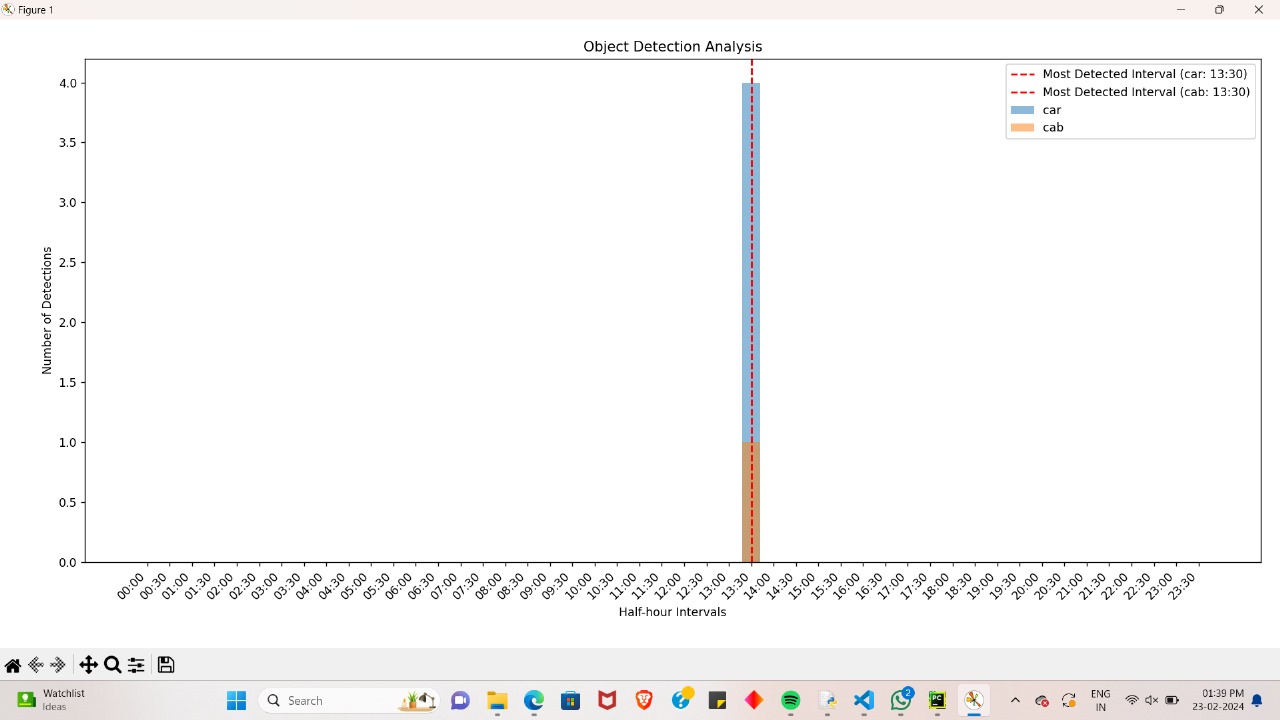 Figure 1
Object Detection Analysis
Most Detected Interval (car: 13:30)
Most Detected Interval (cab: 13:30)
car
cab
Number of Detections
4.0
3.5
3.0
2.5
2.0
1.5
1.0
0.5
0.0
00:00 00:30 01:00 01:30 02:00 02:30 03:00 03:30 04:00 04:30 05:00 05:30 06:00 06:30 07:00 07:30 08:00 08:30 09:00 09:30 10:00 10:30 11:00 11:30 12:00 12:30 13:00 13:30 14:00 14:30 15:00 15:30 16:00 16:30 17:00 17:30 18:00 18:30 19:00 19:30 20:00 20:30 21:00 21:30 22:00 22:30 23:00 23:30
Half-hour Intervals
Watchlist
Ideas
Search
2
PC
ENG
IN
01:39 PM
20-02-2024